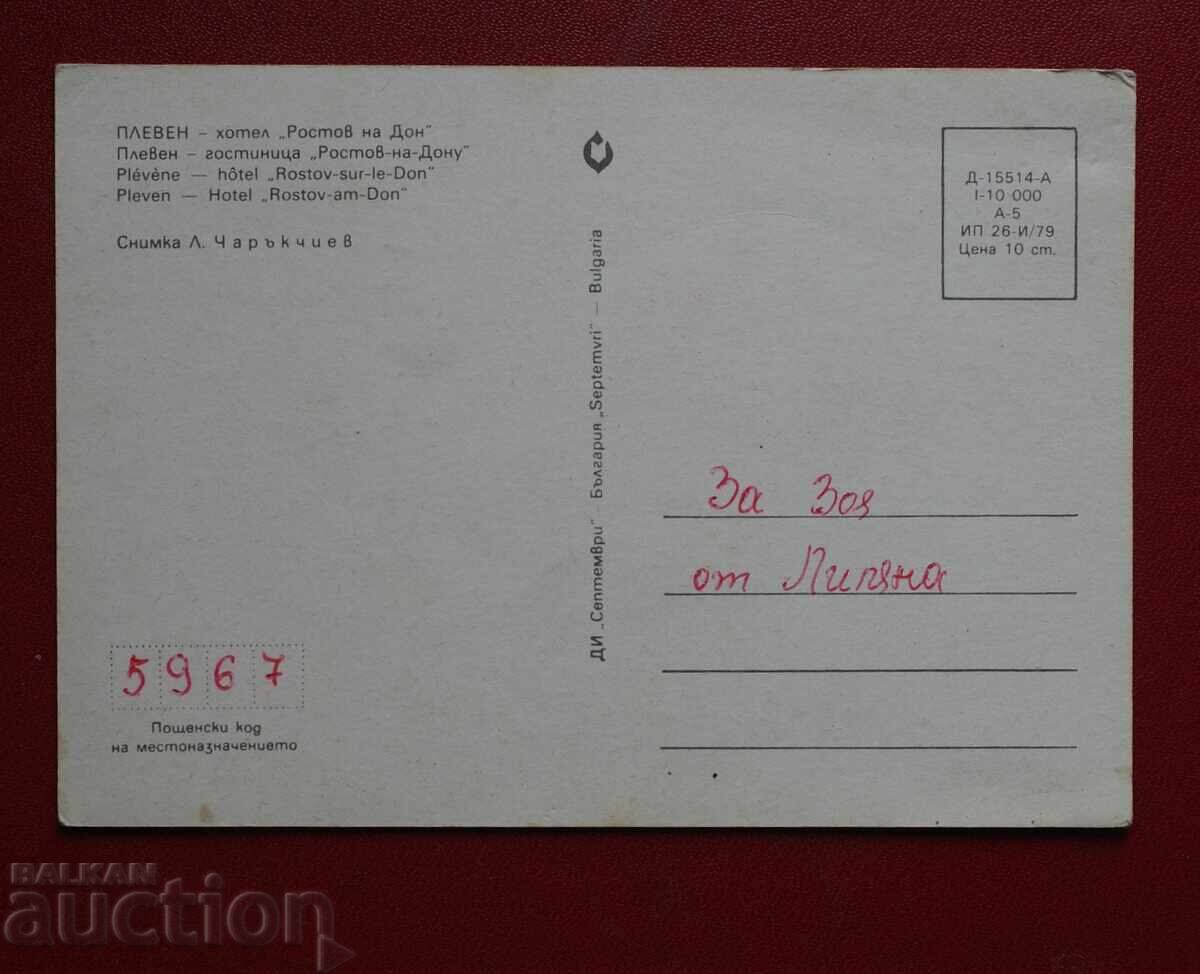 ПЛЕВЕН – хотел „Ростов на Дон"
Плевен – гостиница „Ростов-на-Дону"
Plévène — hôtel „Rostov-sur-le-Don"
Pleven — Hotel „Rostov-am-Don"
Снимка Л. Чаръкчиев
ДИ „Септември" – България „Septemvri" — Bulgaria
Д-15514-А
I-10 000
А-5
ИП 26-И/79
Цена 10 ст.
За Зоя
от Лиляна
5967
Пощенски код
на местоназначението
BALKAN
auction